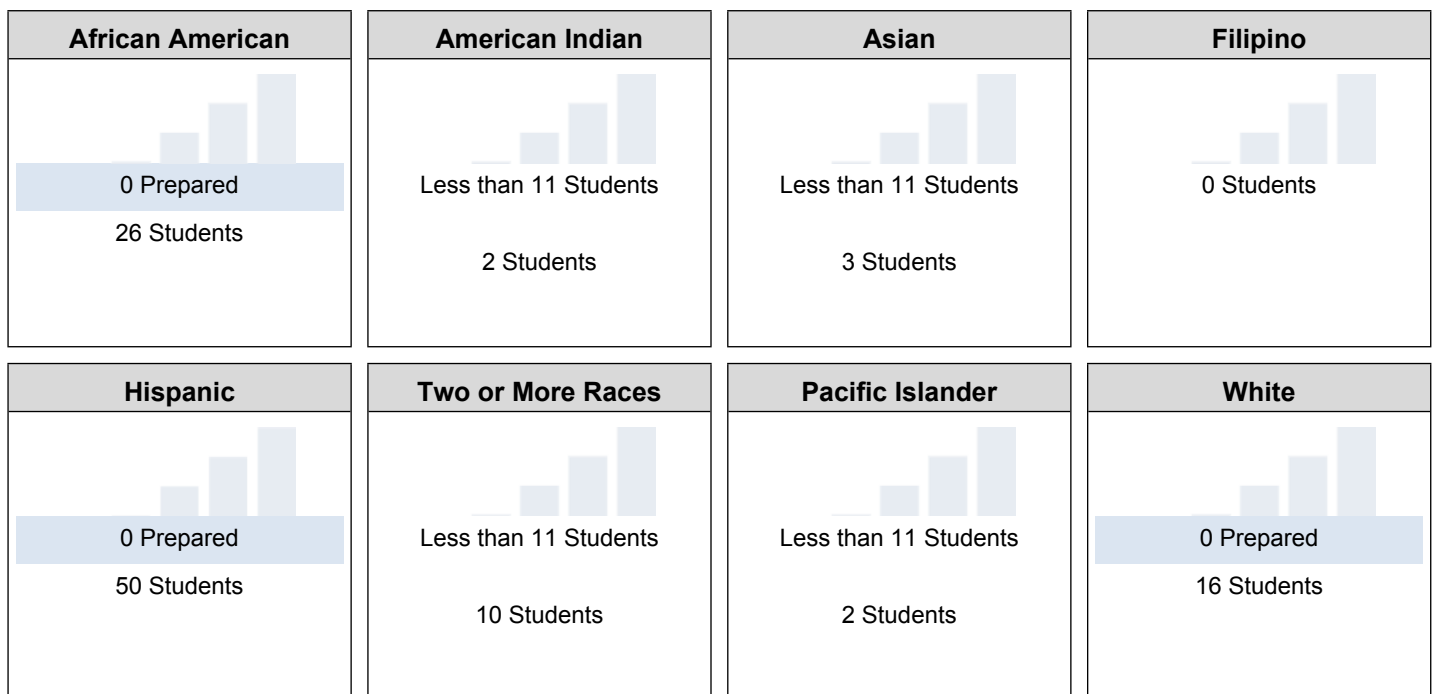 African American
0 Prepared
26 Students
American Indian
Less than 11 Students
2 Students
Asian
Less than 11 Students
3 Students
Filipino
0 Students
Hispanic
0 Prepared
50 Students
Two or More Races
Less than 11 Students
10 Students
Pacific Islander
Less than 11 Students
2 Students
White
0 Prepared
16 Students